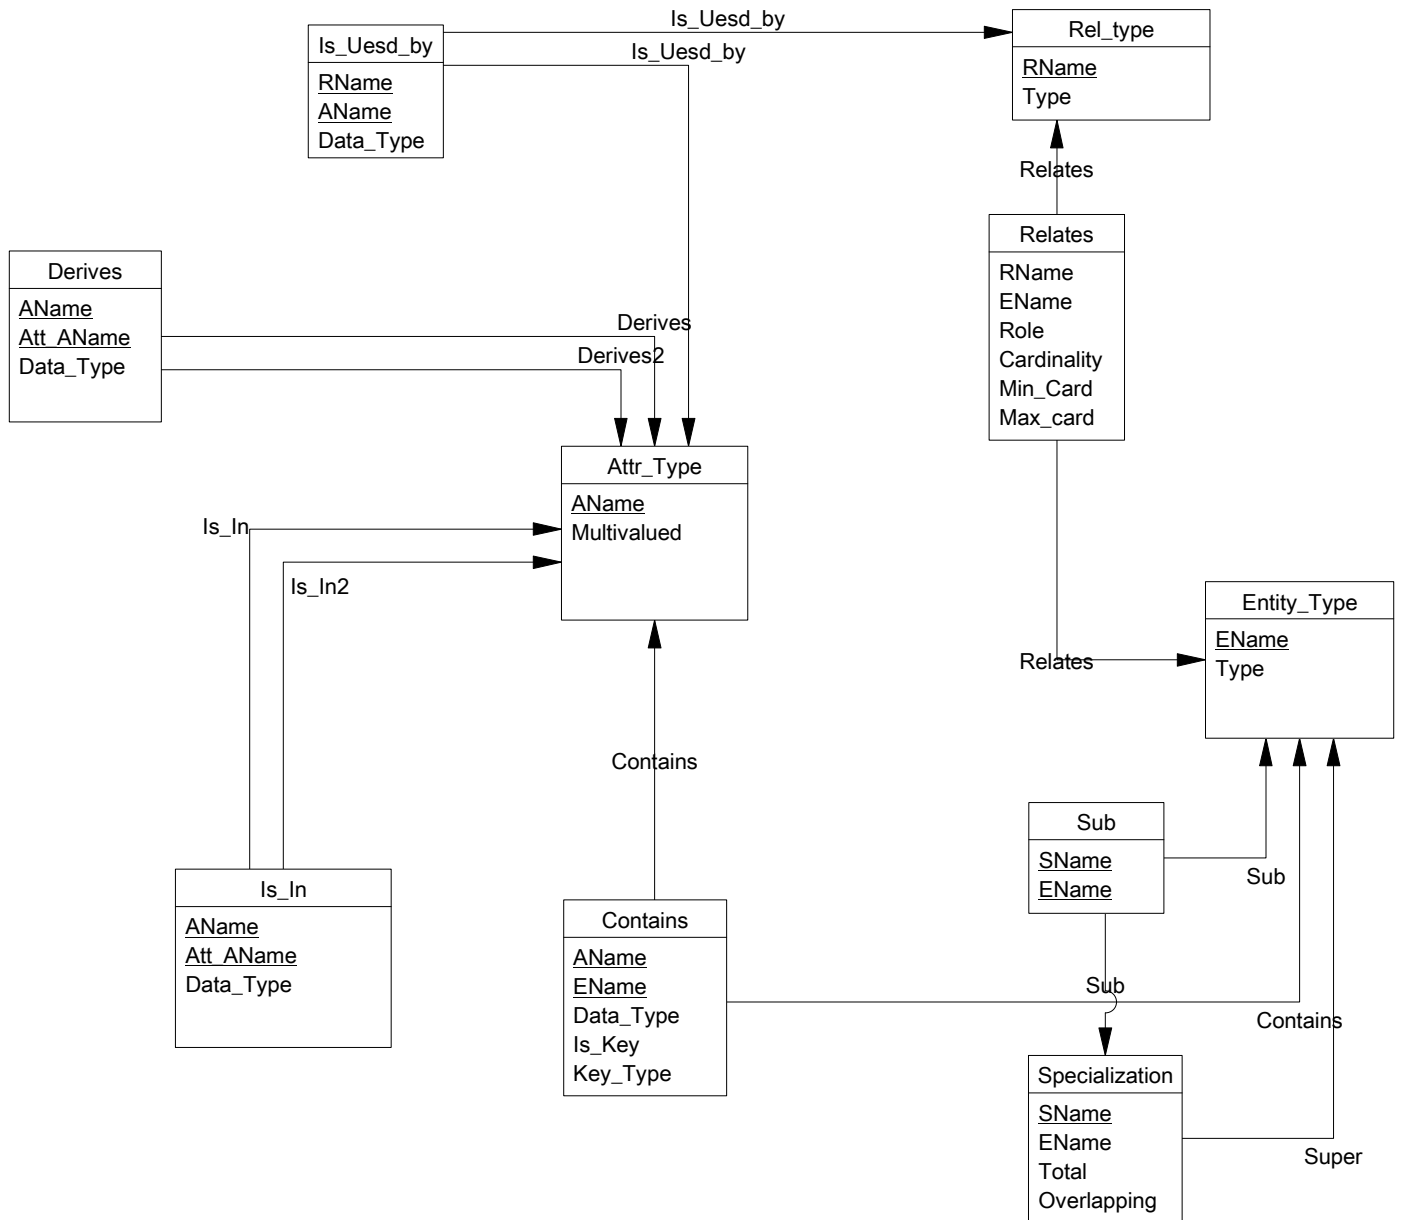 Is_Uesd_by
Is_Uesd_by
Is_Uesd_by
RName
AName
Data_Type
Rel_type
RName
Type
Relates
Relates
RName
EName
Role
Cardinality
Min_Card
Max_card
Derives
AName
Att_AName
Data_Type
Derives
Derives2
Attr_Type
AName
Multivalued
Is_In
Is_In2
Entity_Type
EName
Type
Relates
Contains
Sub
SName
EName
Sub
Is_In
AName
Att_AName
Data_Type
Contains
AName
EName
Data_Type
Is_Key
Key_Type
Sub
Contains
Specialization
SName
EName
Total
Overlapping
Super